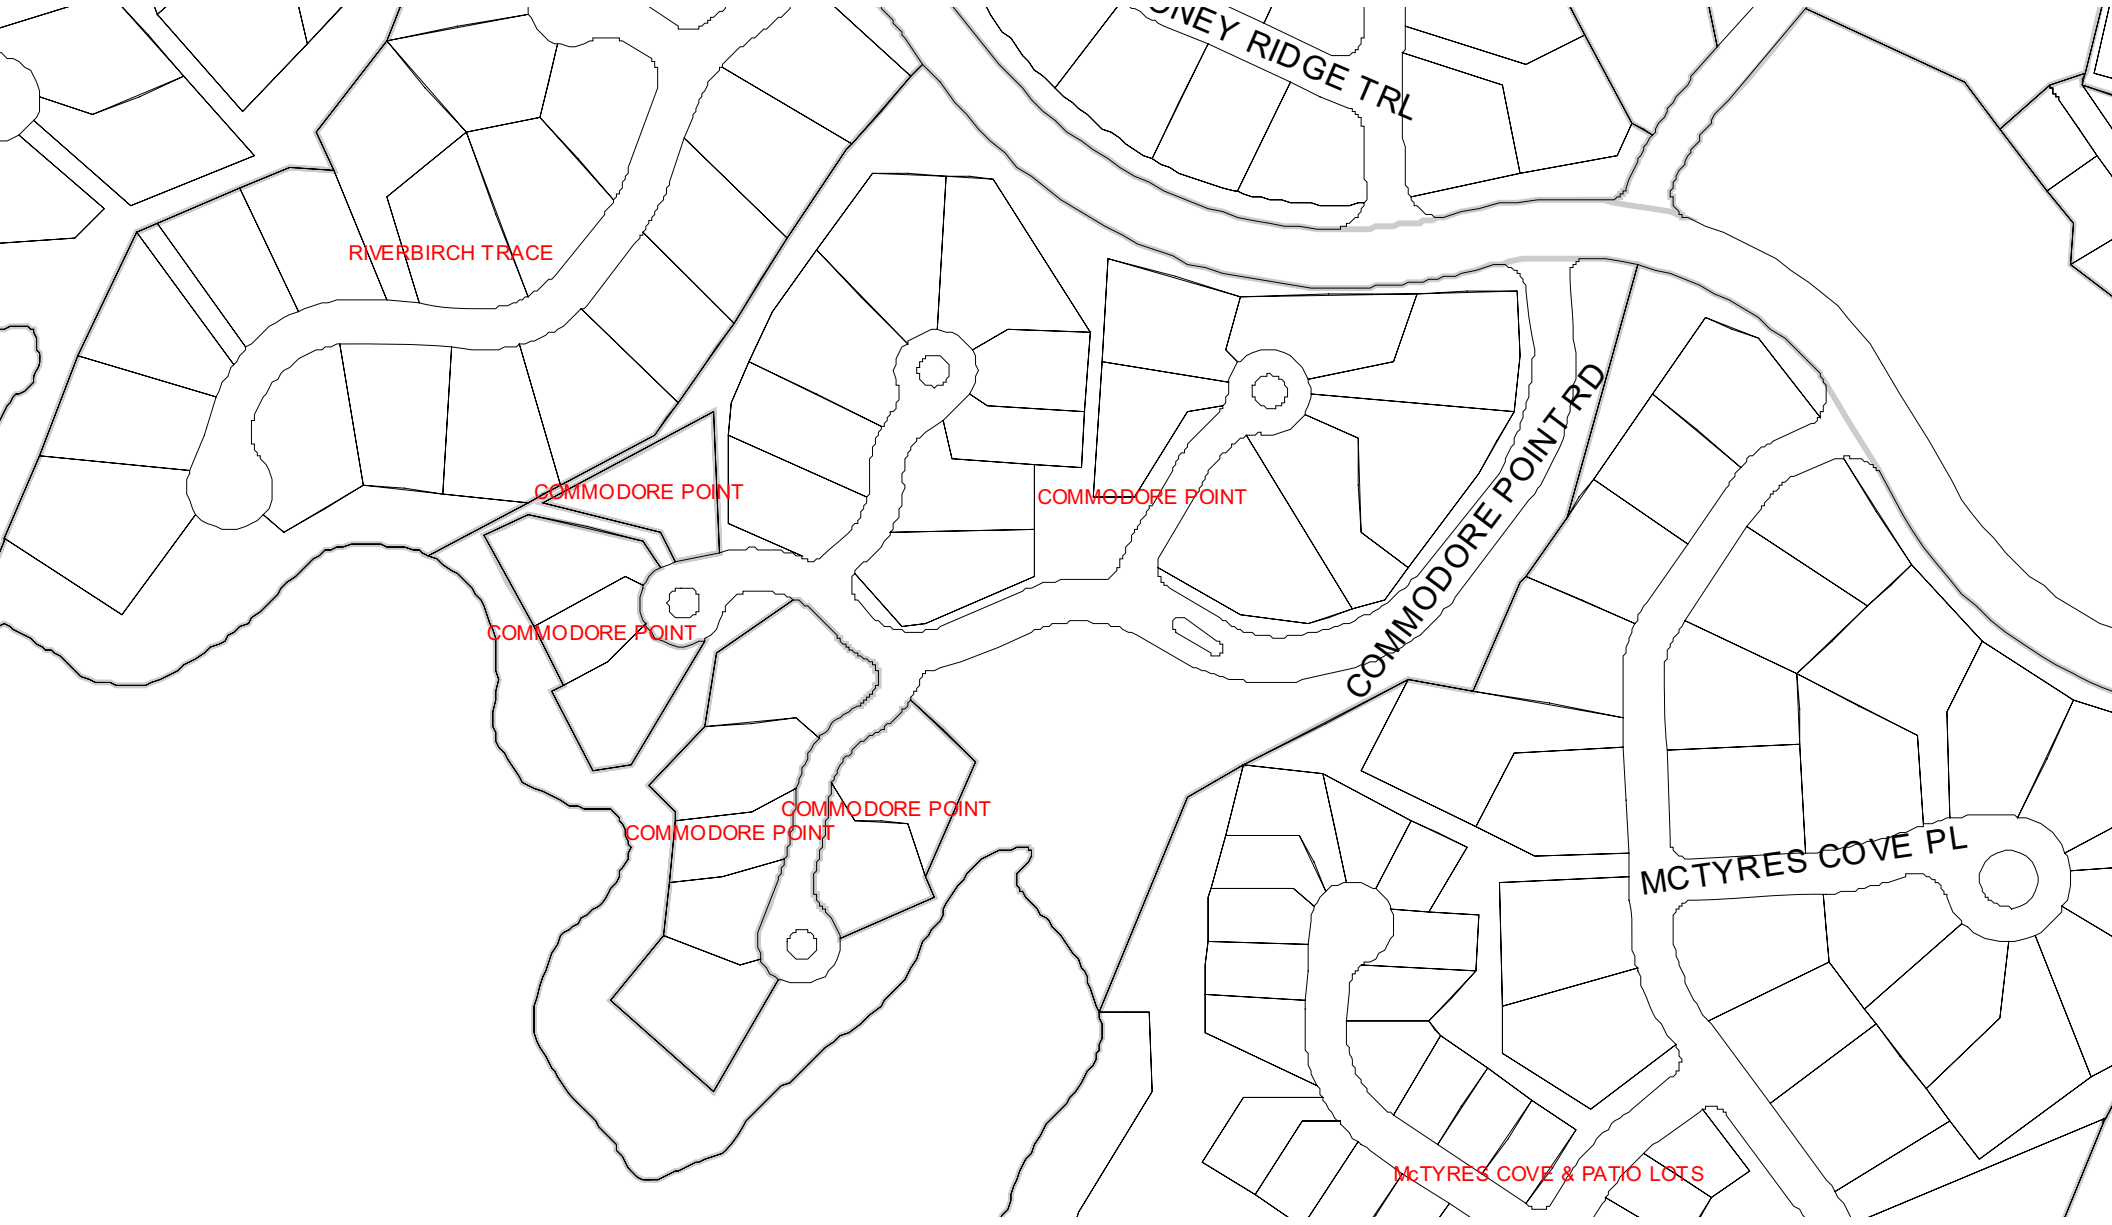 RIDGE TRL
RIVERBIRCH TRACE
COMMODORE POINT
COMMODORE POINT
COMMODORE POINT RD
COMMODORE POINT
COMMODORE POINT
COMMODORE POINT
MCTYRES COVE PL
McTYRES COVE & PATIO LOTS